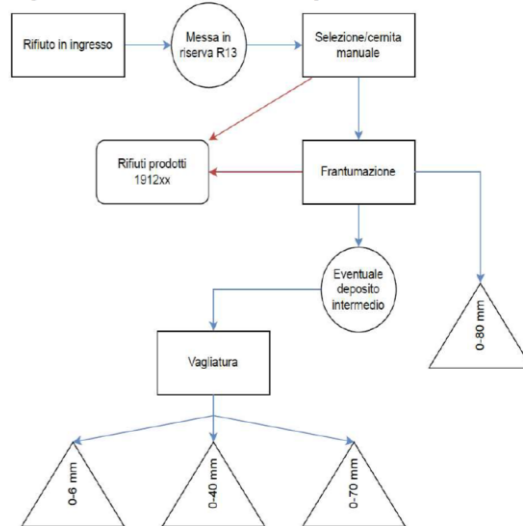 Rifiuto in ingresso
Messa in
riserva R13
Selezione/cernita
manuale
Rifiuti prodotti
1912xx
Frantumazione
Eventuale
deposito
intermedio
0-80 mm
Vagliatura
0-6 mm
0-40 mm
0-70 mm